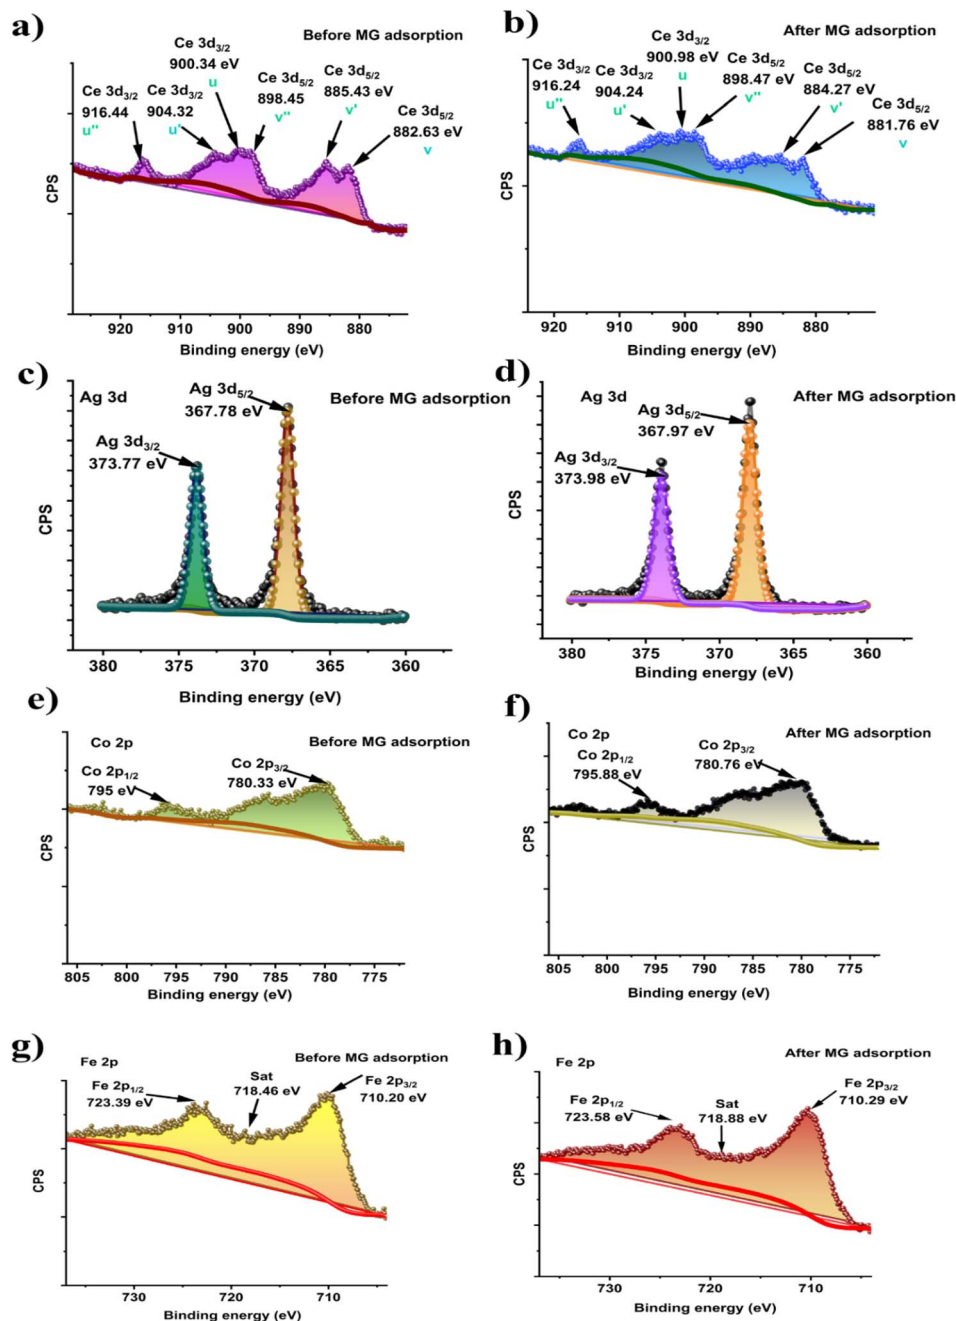 a)
Before MG adsorption
Ce 3d3/2
900.34 eV
u
Ce 3d3/2
916.44
u''
Ce 3d3/2
904.32
u'
Ce 3d5/2
898.45
v''
Ce 3d5/2
885.43 eV
v'
Ce 3d5/2
882.63 eV
v
CPS
920 910 900 890 880
Binding energy (eV)
b)
After MG adsorption
Ce 3d3/2
900.98 eV
u
Ce 3d3/2
916.24
u''
Ce 3d3/2
904.24
u'
Ce 3d5/2
898.47 eV
v''
Ce 3d5/2
884.27 eV
v'
Ce 3d5/2
881.76 eV
v
CPS
920 910 900 890 880
Binding energy (eV)
c)
Ag 3d
Before MG adsorption
Ag 3d5/2
367.78 eV
Ag 3d3/2
373.77 eV
CPS
380 375 370 365 360
Binding energy (eV)
d)
Ag 3d
After MG adsorption
Ag 3d5/2
367.97 eV
Ag 3d3/2
373.98 eV
CPS
380 375 370 365 360
Binding energy (eV)
e)
Co 2p
Before MG adsorption
Co 2p1/2
795 eV
Co 2p3/2
780.33 eV
CPS
805 800 795 790 785 780 775
Binding energy (eV)
f)
Co 2p
After MG adsorption
Co 2p1/2
795.88 eV
Co 2p3/2
780.76 eV
CPS
805 800 795 790 785 780 775
Binding energy (eV)
g)
Fe 2p
Before MG adsorption
Fe 2p1/2
723.39 eV
Sat
718.46 eV
Fe 2p3/2
710.20 eV
CPS
730 720 710
Binding energy (eV)
h)
Fe 2p
After MG adsorption
Fe 2p1/2
723.58 eV
Sat
718.88 eV
Fe 2p3/2
710.29 eV
CPS
730 720 710
Binding energy (eV)